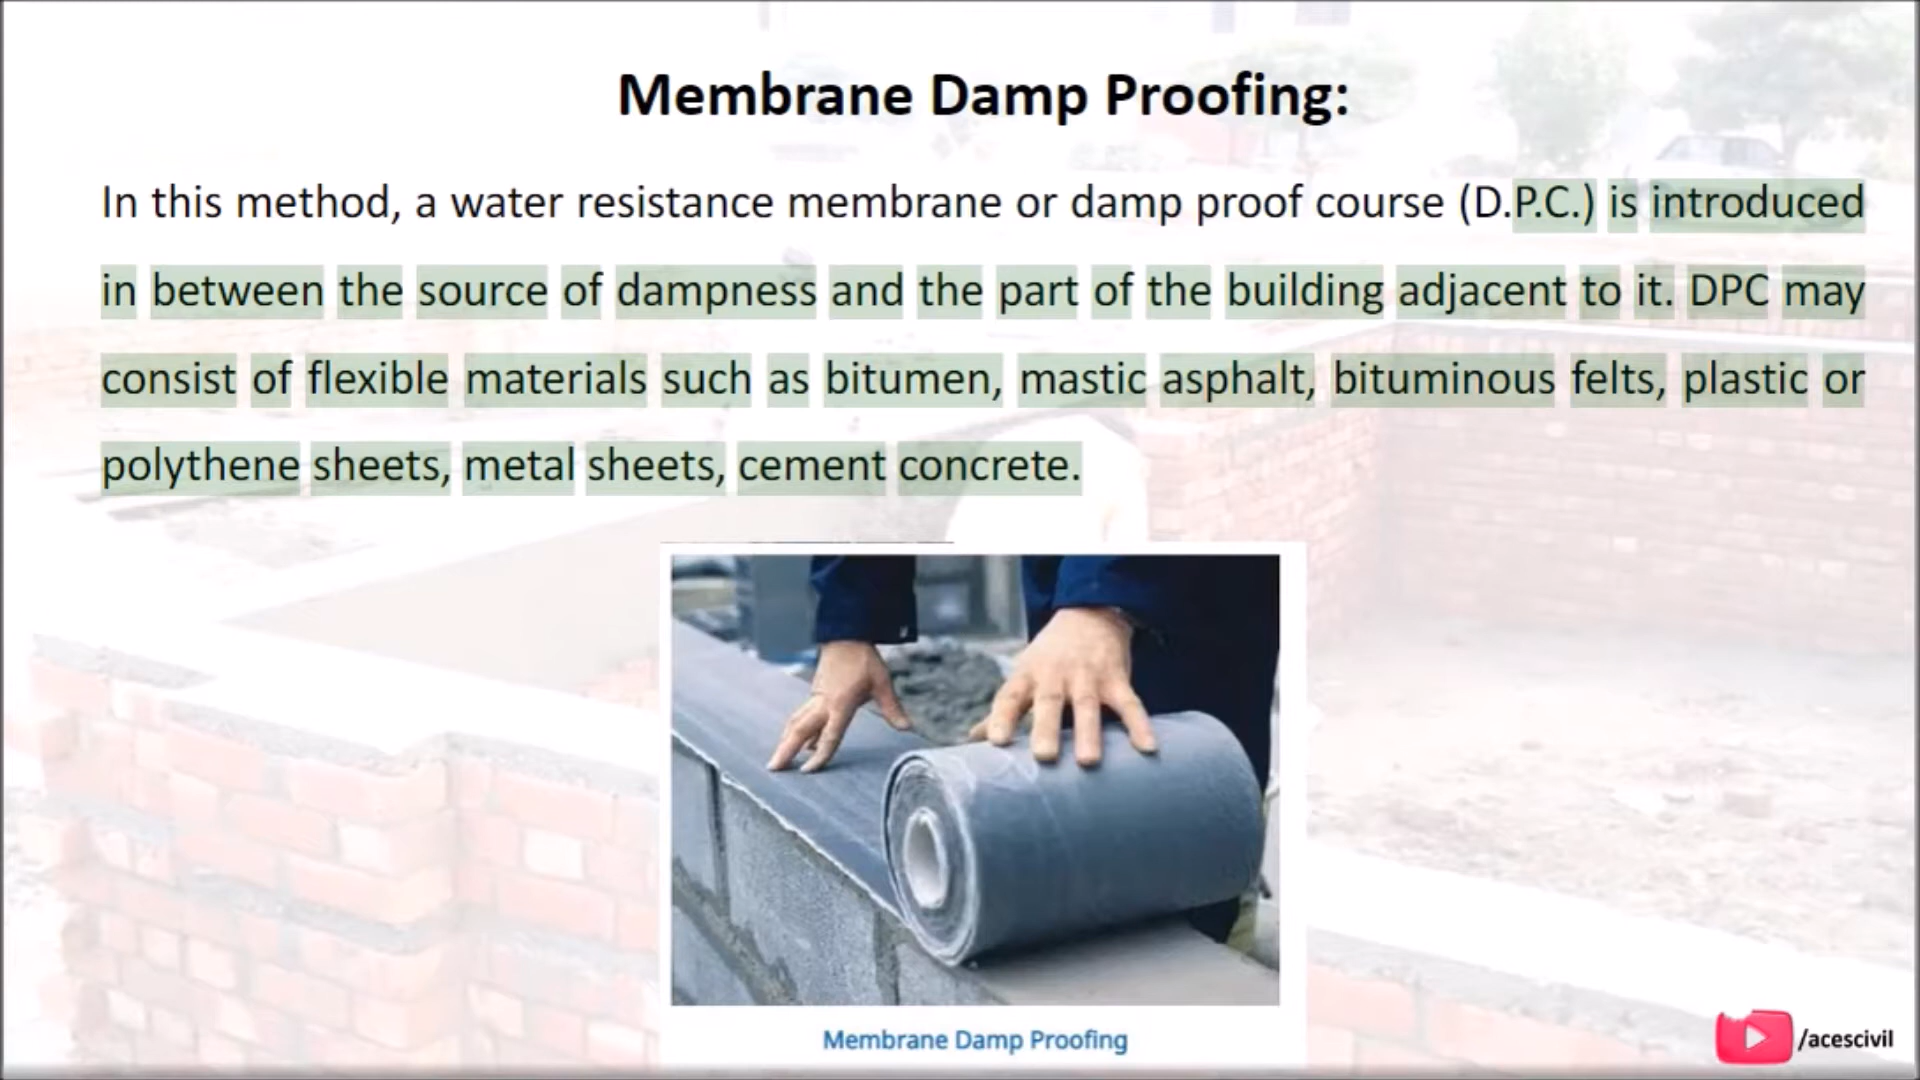 Membrane Damp Proofing:
In this method, a water resistance membrane or damp proof course (D.P.C.) is introduced
in between the source of dampness and the part of the building adjacent to it. DPC may
consist of flexible materials such as bitumen, mastic asphalt, bituminous felts, plastic or
polythene sheets, metal sheets, cement concrete.
Membrane Damp Proofing
/acescivil